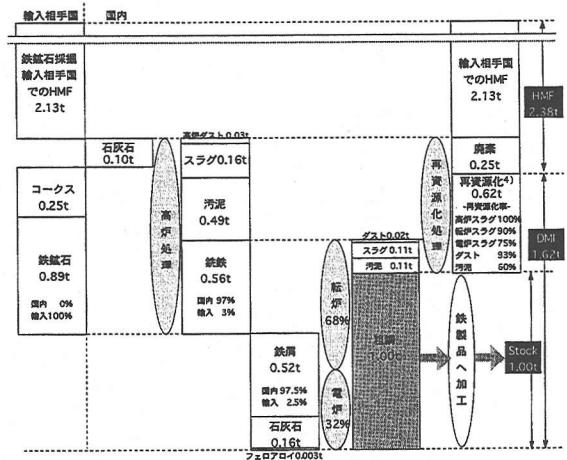 輸入相手国
国内
鉄鉱石採掘
輸入相手国
でのHMF
2.13t
石灰石
0.10t
コークス
0.25t
鉄鉱石
0.89t
国内 0%
輸入100%
高炉処理
高炉ダスト0.03t
スラグ0.16t
汚泥
0.49t
銑鉄
0.56t
国内 97%
輸入 3%
鉄屑
0.52t
国内97.5%
輸入 2.5%
石灰石
0.16t
フェロアロイ0.003t
転炉
68%
電炉
32%
ダスト0.02t
スラグ0.11t
汚泥 0.11t
粗鋼
1.00t
再資源化処理
輸入相手国
でのHMF
2.13t
廃棄
0.25t
再資源化4)
0.62t
-再資源化率-
高炉スラグ100%
転炉スラグ90%
電炉スラグ75%
ダスト 93%
汚泥 60%
鉄製品へ加工
HMF
2.38t
DMI
1.62t
Stock
1.00t